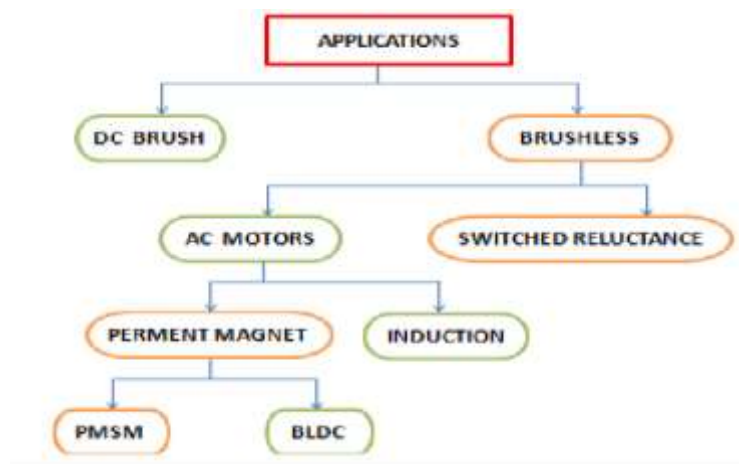 APPLICATIONS
DC BRUSH
BRUSHLESS
AC MOTORS
SWITCHED RELUCTANCE
PERMENT MAGNET
INDUCTION
PMSM
BLDC